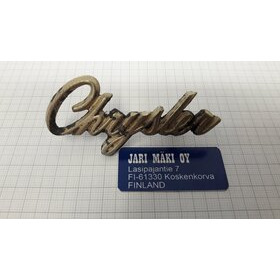 Chrysler
JARI MÄKI OY
Lasipajantie 7
FI-61330 Koskenkorva
FINLAND